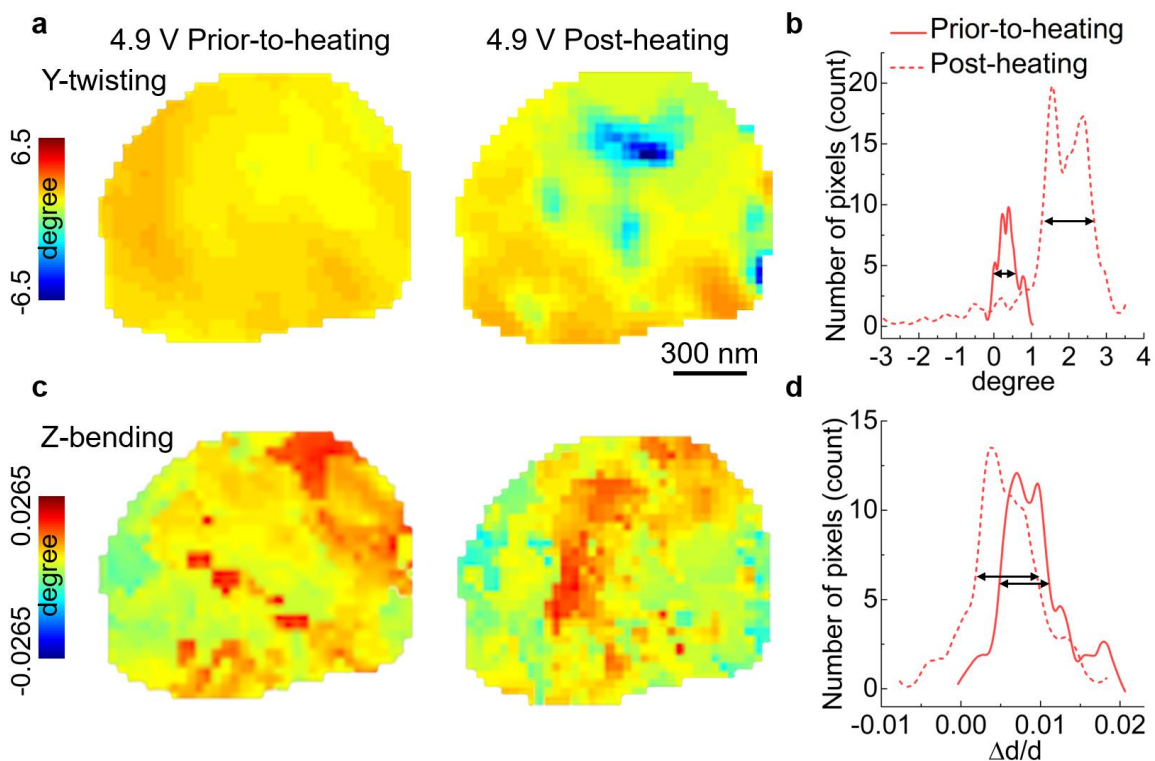 a
4.9 V Prior-to-heating
4.9 V Post-heating
Y-twisting
6.5
degree
-6.5
300 nm
b
Prior-to-heating
Post-heating
Number of pixels (count)
20
15
10
5
0
-3 -2 -1 0 1 2 3 4
degree
c
Z-bending
0.0265
degree
-0.0265
d
Number of pixels (count)
15
10
5
0
-0.01 0.00 0.01 0.02
Δd/d